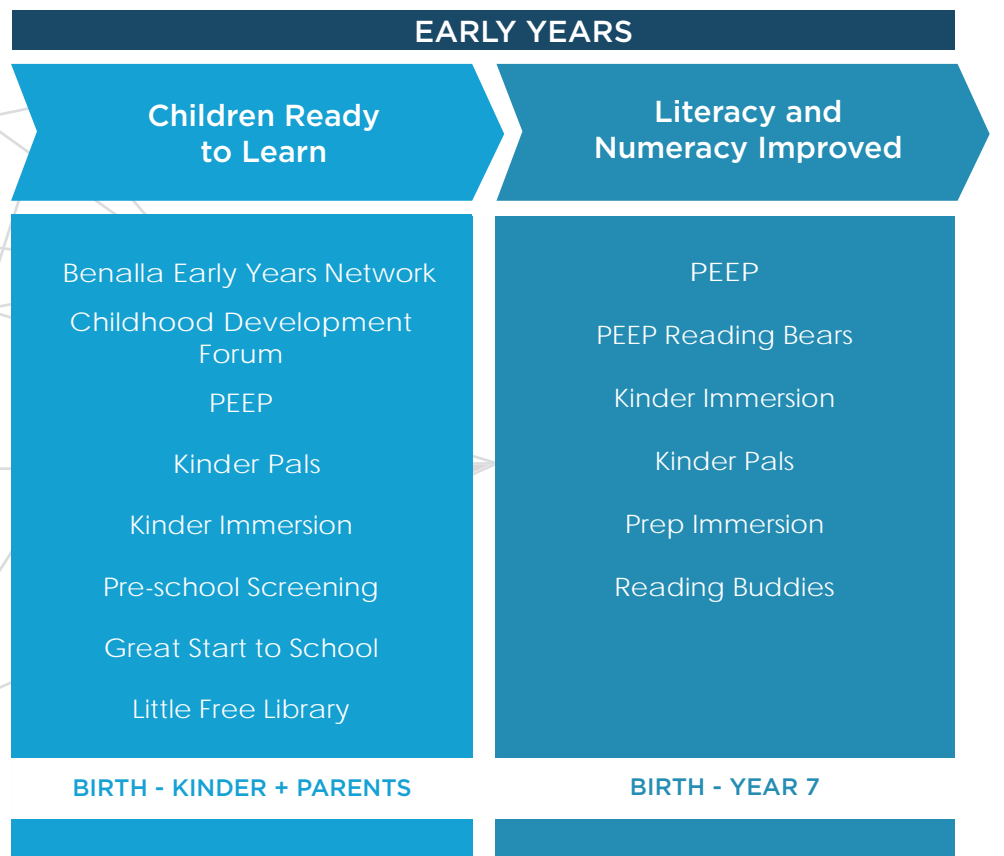 EARLY YEARS
Children Ready
to Learn
Benalla Early Years Network
Childhood Development
Forum
PEEP
Kinder Pals
Kinder Immersion
Pre-school Screening
Great Start to School
Little Free Library
BIRTH - KINDER + PARENTS
Literacy and
Numeracy Improved
PEEP
PEEP Reading Bears
Kinder Immersion
Kinder Pals
Prep Immersion
Reading Buddies
BIRTH - YEAR 7